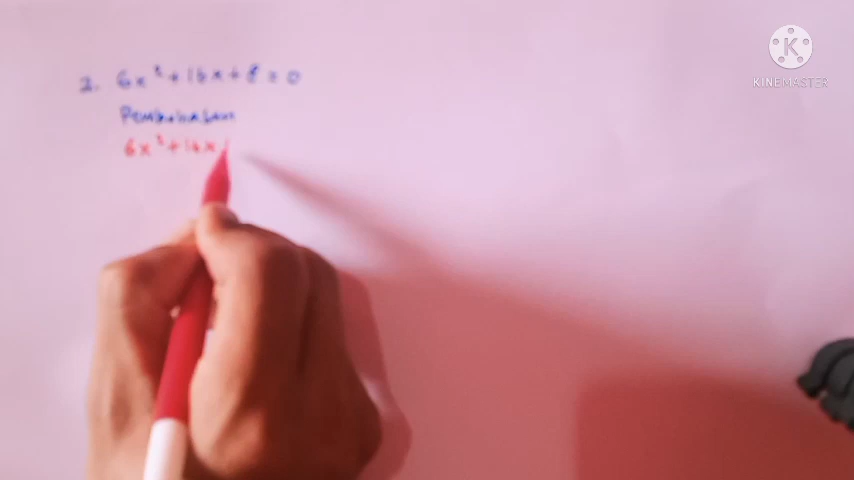 2. 6x² + 16x + 8 = 0
Pembahasan
6x² + 16x
K
KINEMASTER